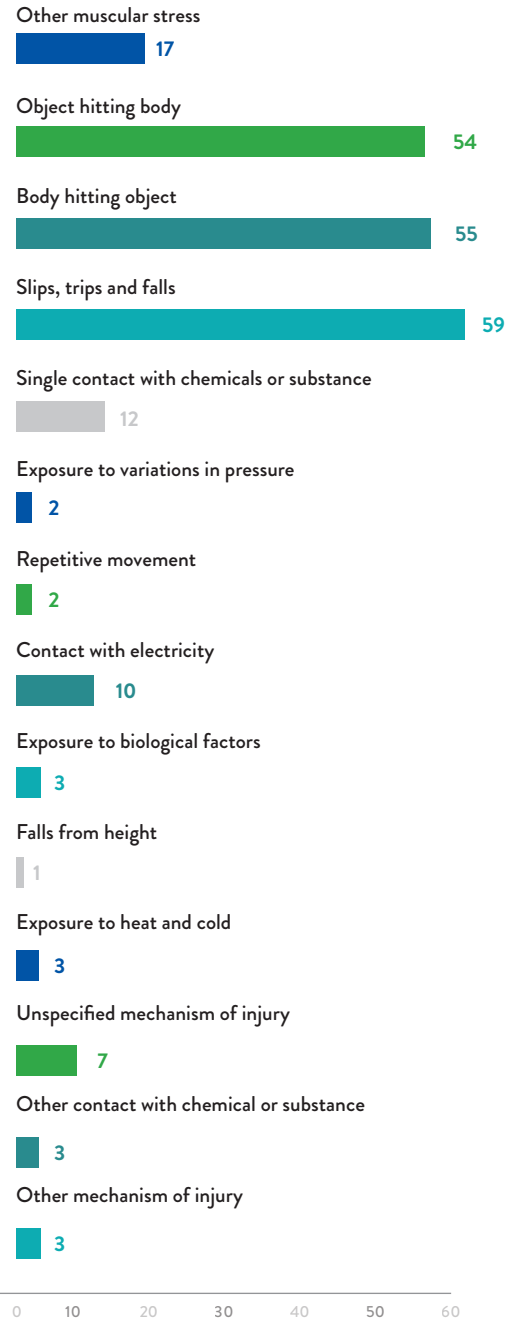 Other muscular stress
17
Object hitting body
54
Body hitting object
55
Slips, trips and falls
59
Single contact with chemicals or substance
12
Exposure to variations in pressure
2
Repetitive movement
2
Contact with electricity
10
Exposure to biological factors
3
Falls from height
1
Exposure to heat and cold
3
Unspecified mechanism of injury
7
Other contact with chemical or substance
3
Other mechanism of injury
3
0 10 20 30 40 50 60